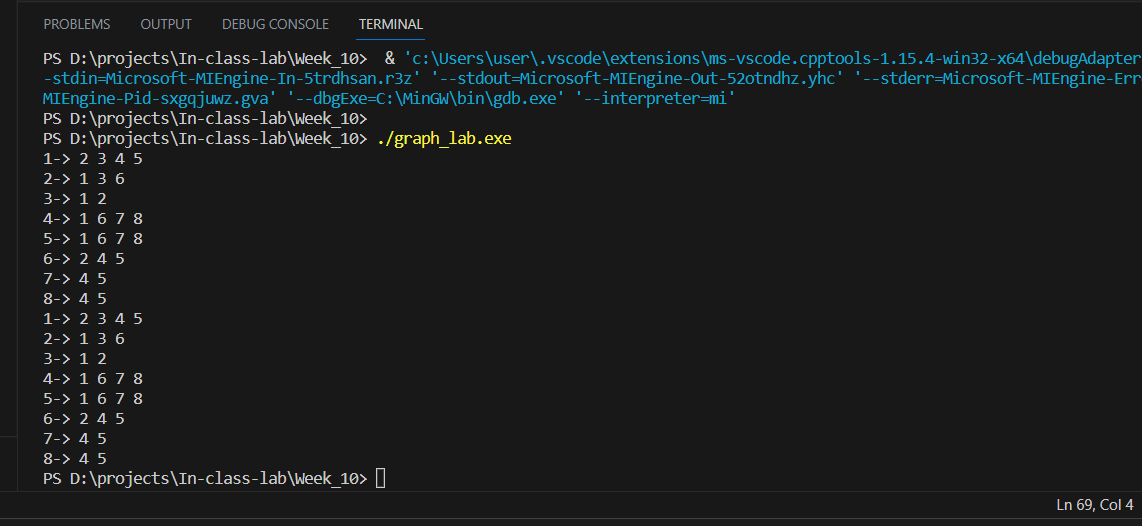 PROBLEMS OUTPUT DEBUG CONSOLE TERMINAL
PS D:\projects\In-class-lab\Week_10>  & 'c:\Users\user\.vscode\extensions\ms-vscode.cpptools-1.15.4-win32-x64\debugAdapter
-stdin=Microsoft-MIEngine-In-5trdhsan.r3z' '--stdout=Microsoft-MIEngine-Out-52otndhz.yhc' '--stderr=Microsoft-MIEngine-Err
MIEngine-Pid-sxgqjuwz.gva' '--dbgExe=C:\MinGW\bin\gdb.exe' '--interpreter=mi'
PS D:\projects\In-class-lab\Week_10>
PS D:\projects\In-class-lab\Week_10> ./graph_lab.exe
1-> 2 3 4 5
2-> 1 3 6
3-> 1 2
4-> 1 6 7 8
5-> 1 6 7 8
6-> 2 4 5
7-> 4 5
8-> 4 5
1-> 2 3 4 5
2-> 1 3 6
3-> 1 2
4-> 1 6 7 8
5-> 1 6 7 8
6-> 2 4 5
7-> 4 5
8-> 4 5
PS D:\projects\In-class-lab\Week_10>
Ln 69, Col 4